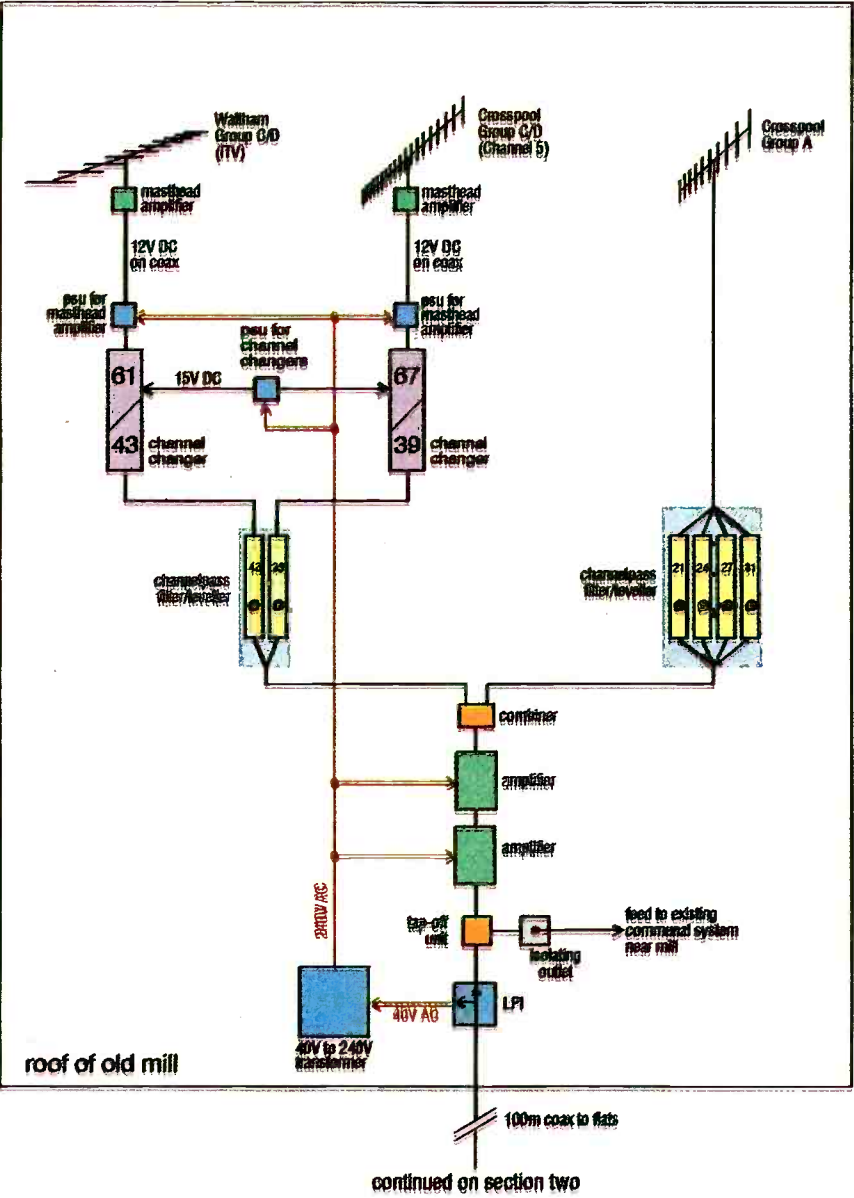 Waltham
Group C/D
(ITV)
Crosspool
Group C/D
(Channel 5)
Crosspool
Group A
masthead
amplifier
masthead
amplifier
12V DC
on coax
12V DC
on coax
psu for
masthead
amplifier
psu for
channel
changers
psu for
masthead
amplifier
61
15V DC
67
43
channel
changer
39
channel
changer
channelpass
filter/leveller
43
39
channelpass
filter/leveller
21
24
27
31
combiner
amplifier
amplifier
240V AC
tap-off
unit
isolating
outlet
feed to existing
communal system
near mill
40V AC
LPI
40V to 240V
transformer
roof of old mill
100m coax to flats
continued on section two